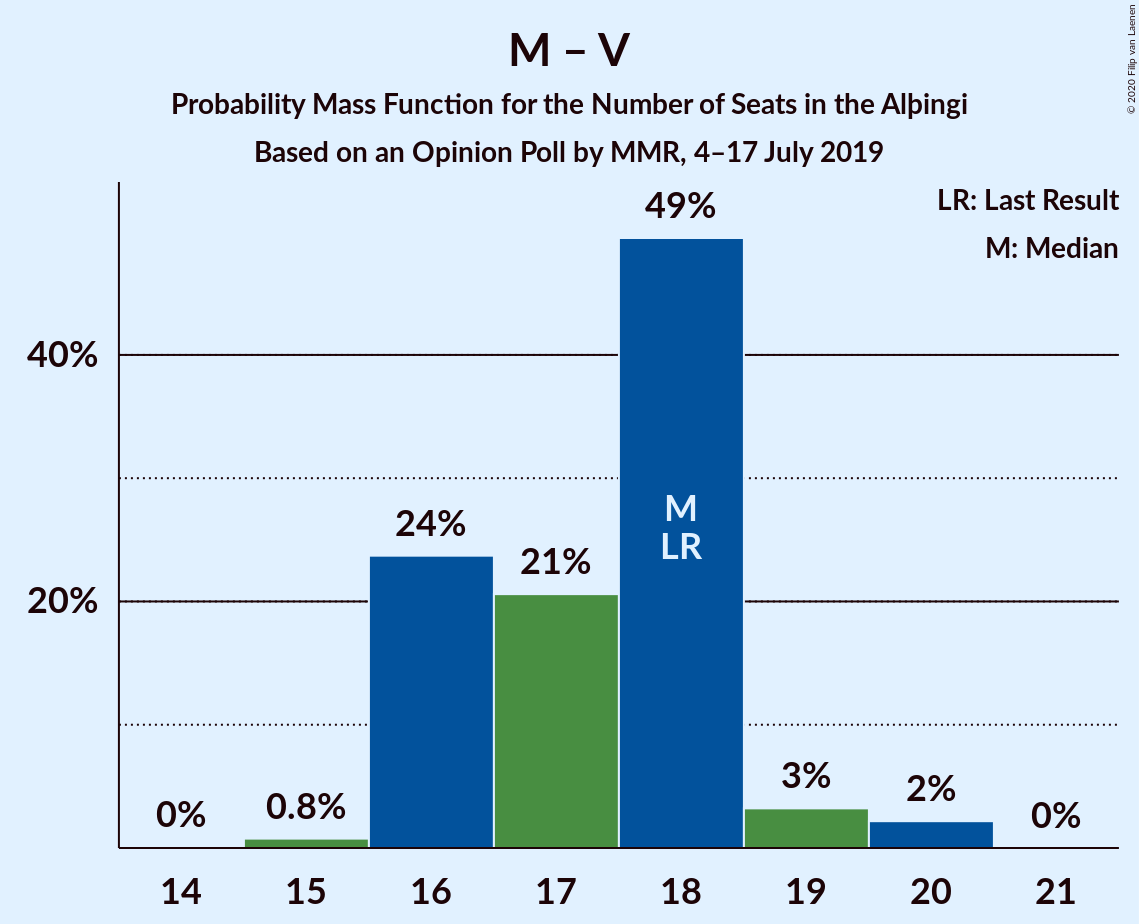 M – V
Probability Mass Function for the Number of Seats in the Alþingi
Based on an Opinion Poll by MMR, 4–17 July 2019
© 2020 Filip van Laenen
LR: Last Result
M: Median
49%
40%
M
LR
24%
21%
20%
3%
2%
0%
0.8%
0%
14
15
16
17
18
19
20
21